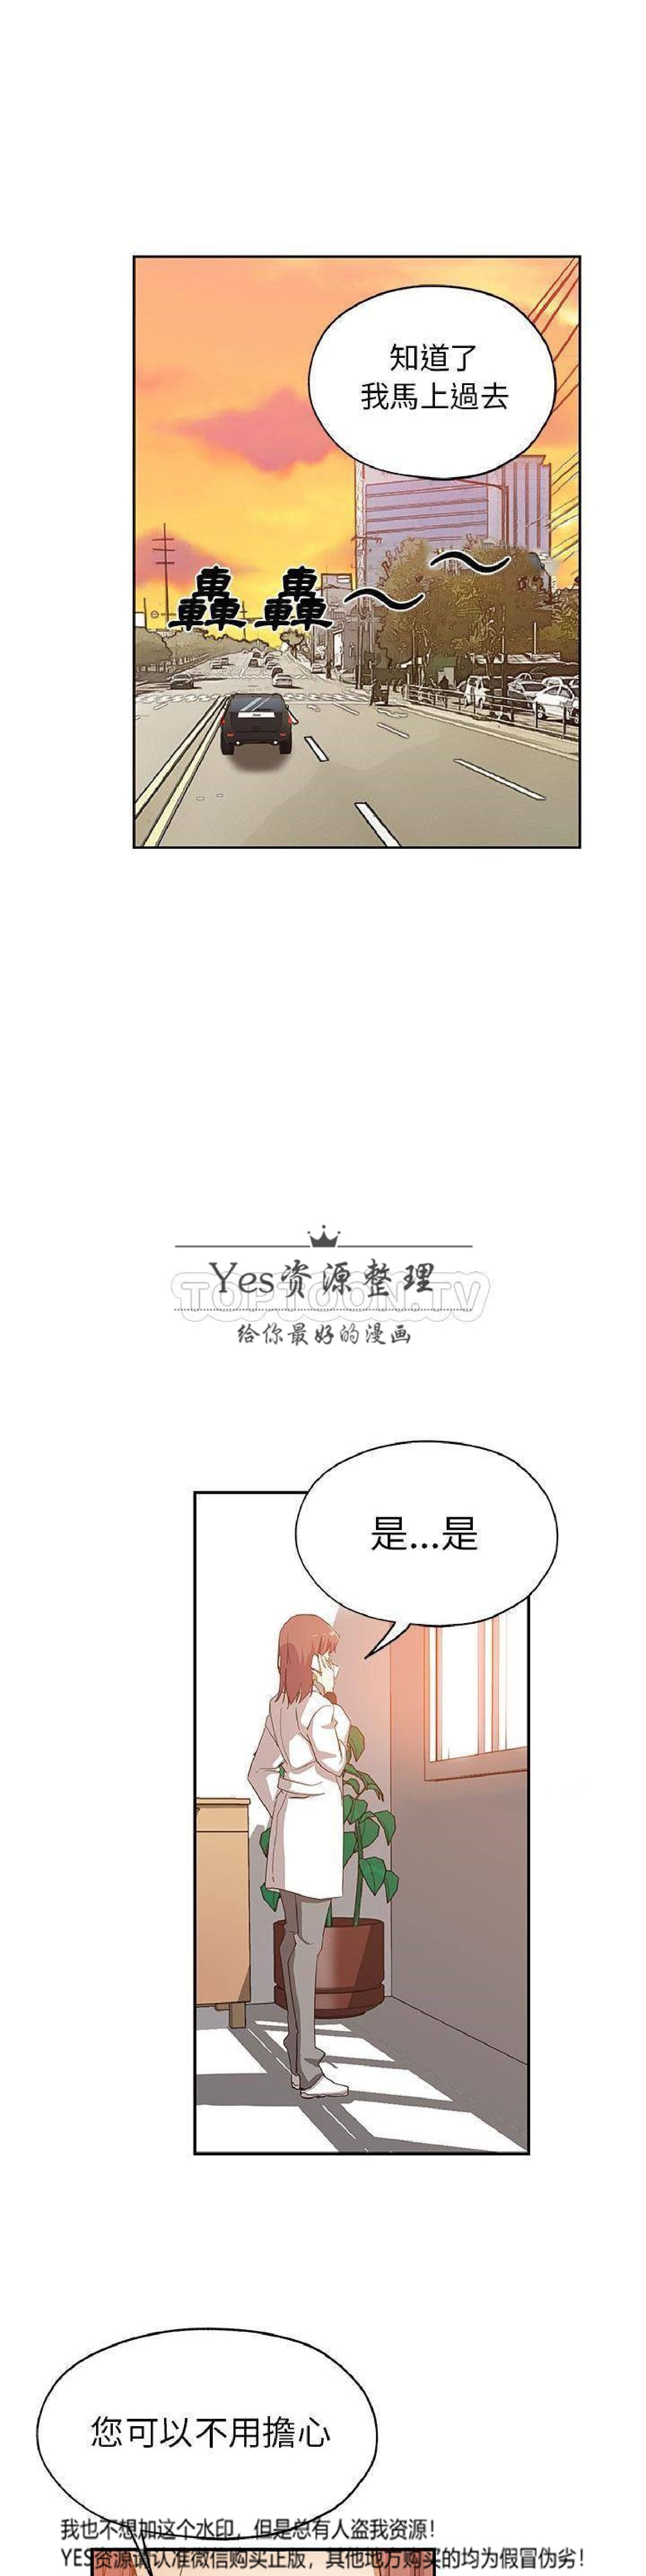 知道了
我馬上過去
轟轟～～
Yes资源整理
TOPTOON.TV
给你最好的漫画
是...是
您可以不用擔心
我也不想加这个水印，但是总有人盗我资源！
YES资源请认准微信购买正版，其他地方购买的均为假冒伪劣！